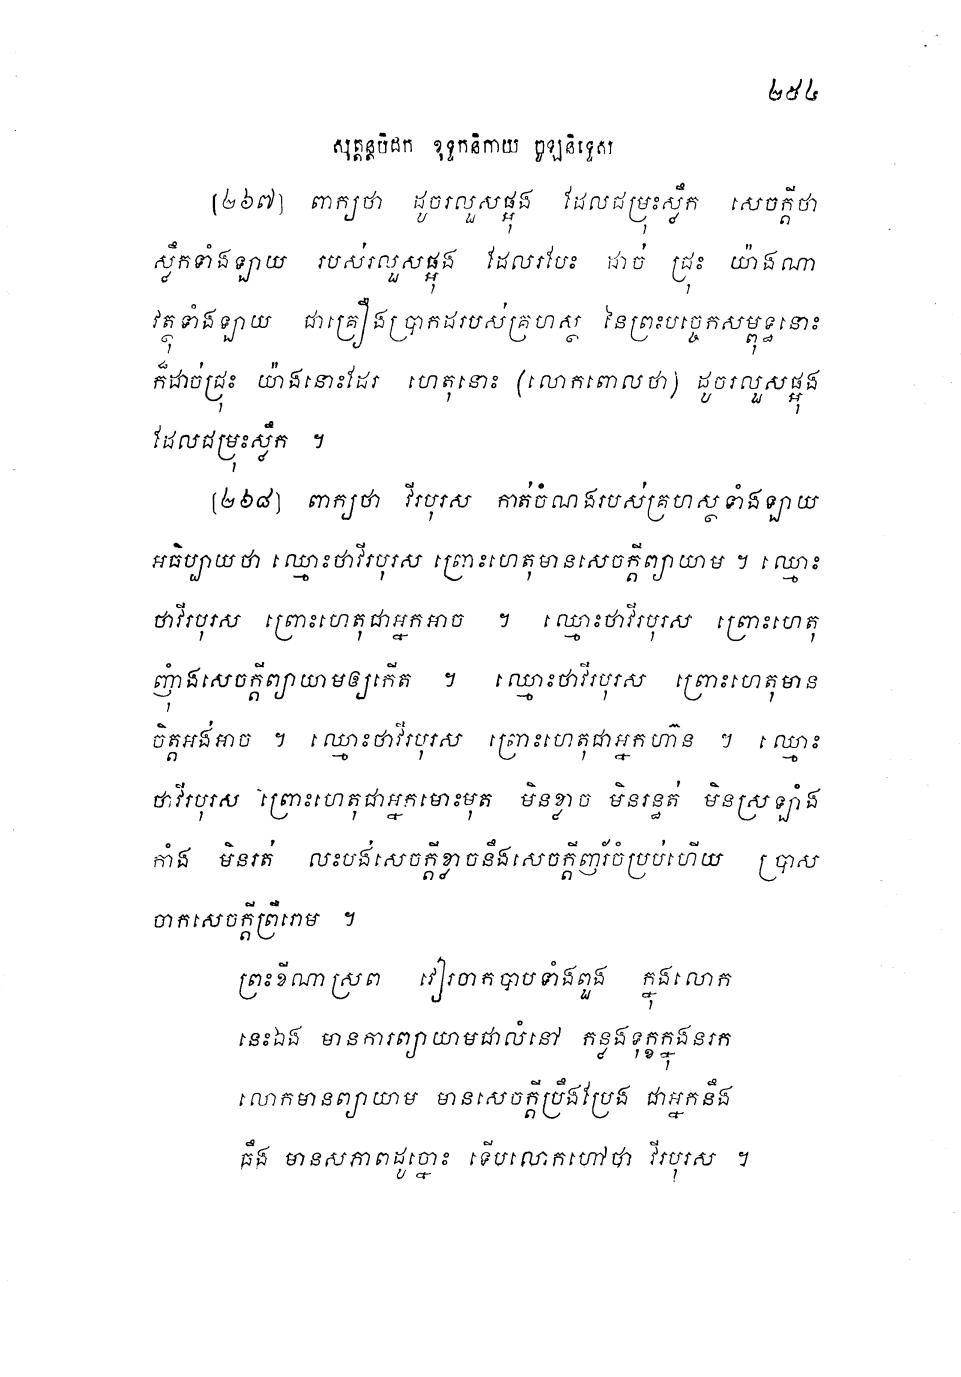 ២៥៤
សុត្តន្តបិដក ខុទ្ទកនិកាយ ចូឡនិទ្ទេស
[២៦៧] ពាក្យថា ដូចរលួសផ្អុង ដែលជម្រុះស្លឹក សេចក្តីថា
ស្លឹកទាំងឡាយ របស់រលួសផ្អុង ដែលរបែះ ដាច់ ជ្រុះ យ៉ាងណា
វត្ថុទាំងឡាយ ជាគ្រឿងប្រាកដរបស់គ្រហស្ថ នៃព្រះបច្ចេកសម្ពុទ្ធនោះ
ក៏ដាច់ជ្រុះ យ៉ាងនោះដែរ ហេតុនោះ (លោកពោលថា) ដូចរលួសផ្អុង
ដែលជម្រុះស្លឹក ។
[២៦៨] ពាក្យថា វីរបុរស កាត់ចំណងរបស់គ្រហស្ថទាំងឡាយ
អធិប្បាយថា ឈ្មោះថាវីរបុរស ព្រោះហេតុមានសេចក្តីព្យាយាម ។ ឈ្មោះ
ថាវីរបុរស ព្រោះហេតុជាអ្នកអាច ។ ឈ្មោះថាវីរបុរស ព្រោះហេតុ
ញ៉ាំងសេចក្តីព្យាយាមឲ្យកើត ។ ឈ្មោះថាវីរបុរស ព្រោះហេតុមាន
ចិត្តអង់អាច ។ ឈ្មោះថាវីរបុរស ព្រោះហេតុជាអ្នកហ៊ាន ។ ឈ្មោះ
ថាវីរបុរស ព្រោះហេតុជាអ្នកមោះមុត មិនខ្លាច មិនរន្ធត់ មិនស្រឡាំង
កាំង មិនរត់ លះបង់សេចក្តីខ្លាចនឹងសេចក្តីញ័រចំប្រប់ហើយ ប្រាស
ចាកសេចក្តីព្រឺរោម ។
ព្រះខីណាស្រព វៀរចាកបាបទាំងពួង ក្នុងលោក
នេះឯង មានការព្យាយាមជាលំនៅ កន្លងទុក្ខក្នុងនរក
លោកមានព្យាយាម មានសេចក្តីប្រឹងប្រែង ជាអ្នកនឹង
ធឹង មានសភាពដូច្នោះ ទើបលោកហៅថា វីរបុរស ។